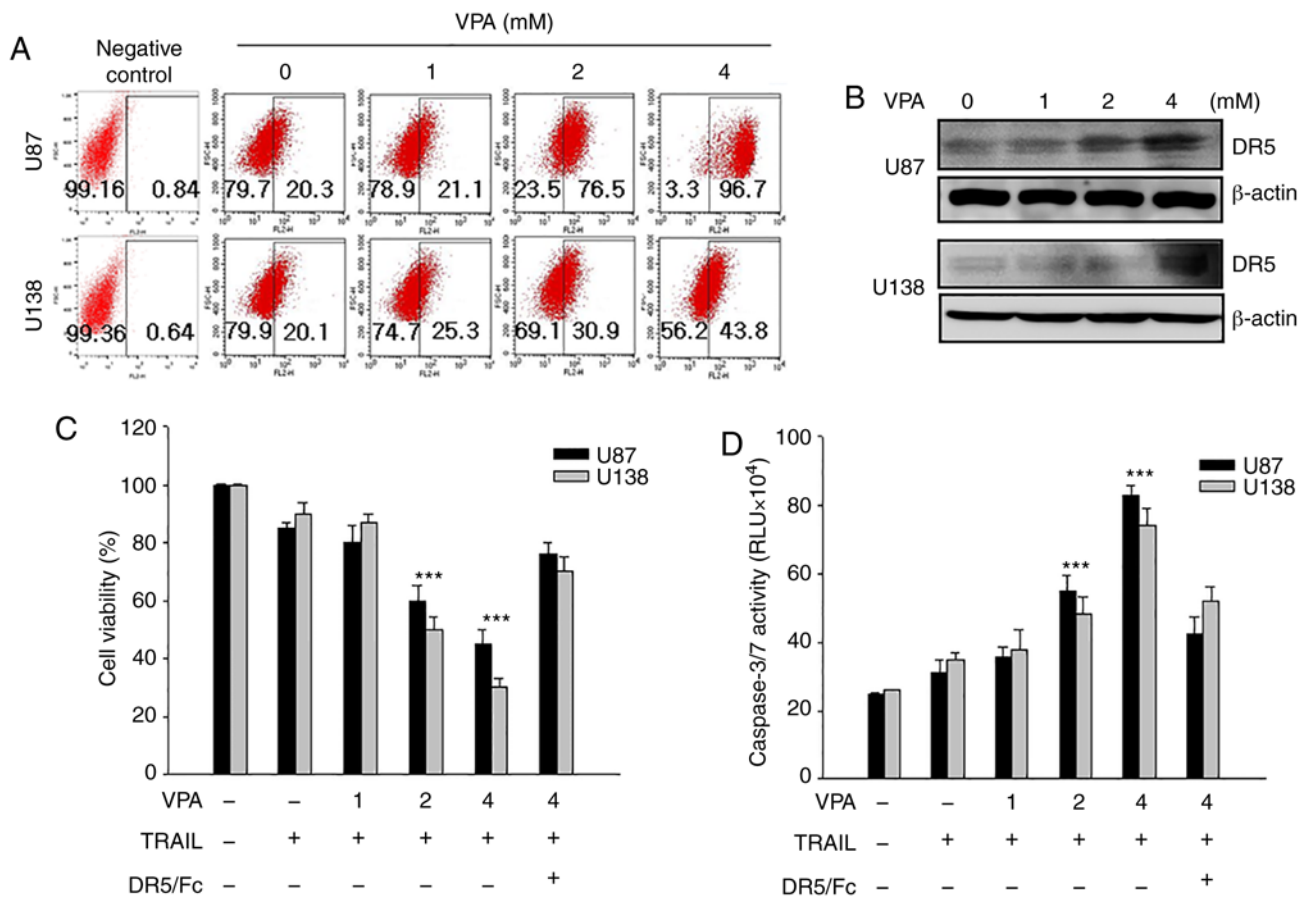 A
VPA (mM)
Negative
control
0
1
2
4
U87
99.16 0.84
79.7 20.3
78.9 21.1
23.5 76.5
3.3 96.7
U138
99.36 0.64
79.9 20.1
74.7 25.3
69.1 30.9
56.2 43.8
FSC-H
FL2-H
B
VPA 0 1 2 4 (mM)
U87
DR5
β-actin
U138
DR5
β-actin
C
Cell viability (%)
120
100
80
60
40
20
0
U87
U138
***
***
VPA – – 1 2 4 4
TRAIL – + + + + +
DR5/Fc – – – – – +
D
Caspase-3/7 activity (RLU×10⁴)
100
80
60
40
20
0
U87
U138
***
***
VPA – – 1 2 4 4
TRAIL – + + + + +
DR5/Fc – – – – – +